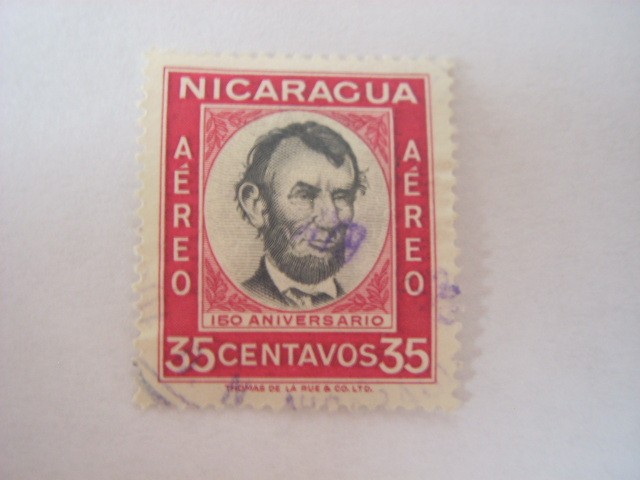 NICARAGUA
AÉREO
AÉREO
150 ANIVERSARIO
35 CENTAVOS 35
THOMAS DE LA RUE & CO. LTD.